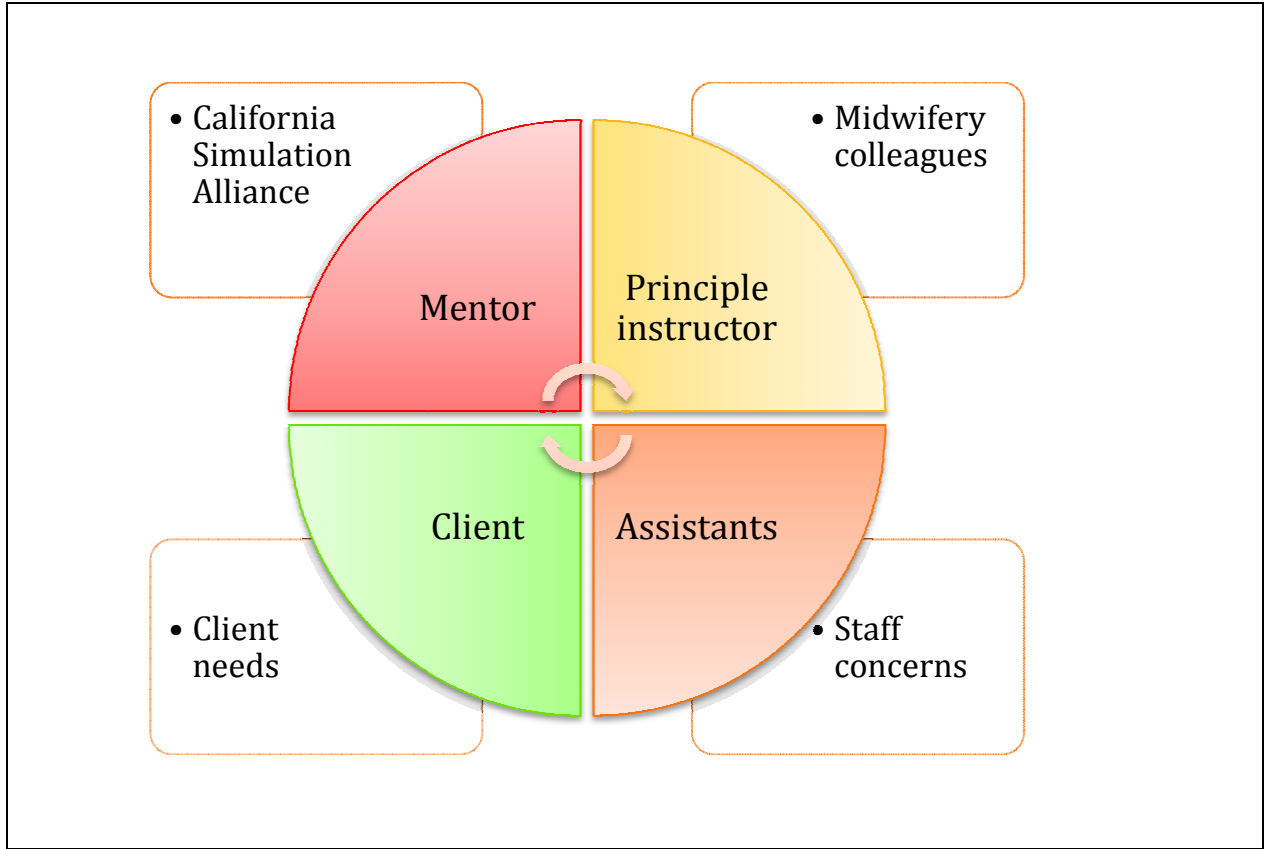 • California
Simulation
Alliance
• Midwifery
colleagues
Mentor
Principle
instructor
Client
Assistants
• Client
needs
• Staff
concerns